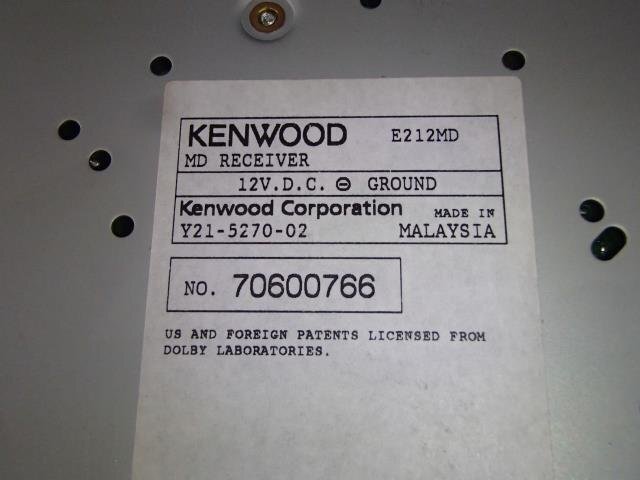 KENWOOD E212MD
MD RECEIVER
12V.D.C. ⊖ GROUND
Kenwood Corporation MADE IN
Y21-5270-02 MALAYSIA
NO. 70600766
US AND FOREIGN PATENTS LICENSED FROM
DOLBY LABORATORIES.